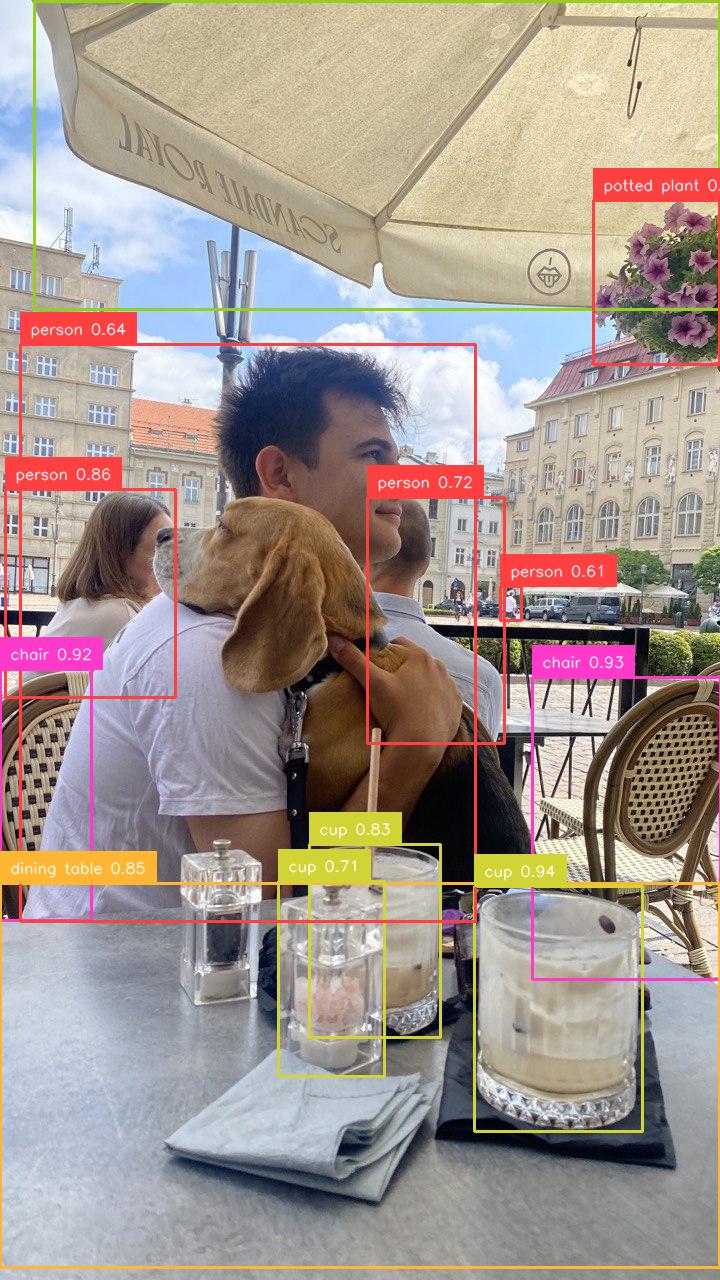 SCANDALE ROYAL
potted plant 0.
person 0.64
person 0.86
person 0.72
person 0.61
chair 0.92
chair 0.93
cup 0.83
dining table 0.85
cup 0.71
cup 0.94